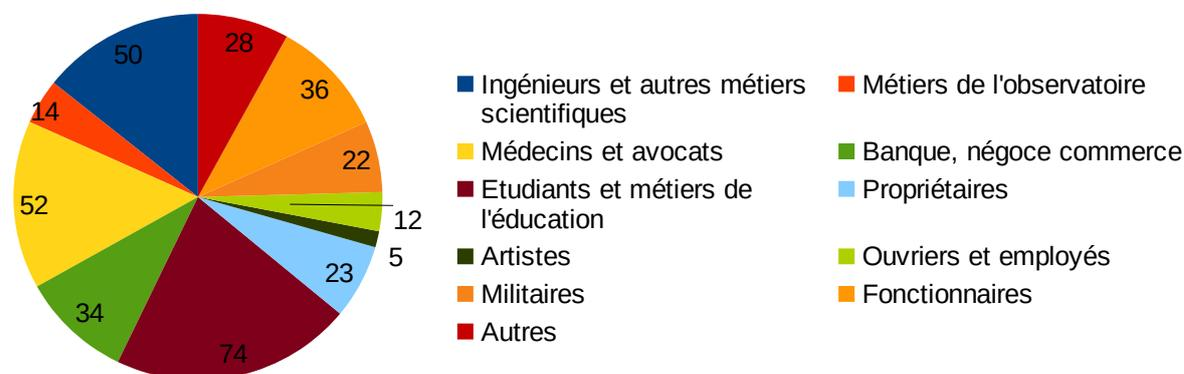 50
28
36
14
22
52
12
5
23
34
74
Ingénieurs et autres métiers
scientifiques
Métiers de l'observatoire
Médecins et avocats
Banque, négoce commerce
Etudiants et métiers de
l'éducation
Propriétaires
Artistes
Ouvriers et employés
Militaires
Fonctionnaires
Autres